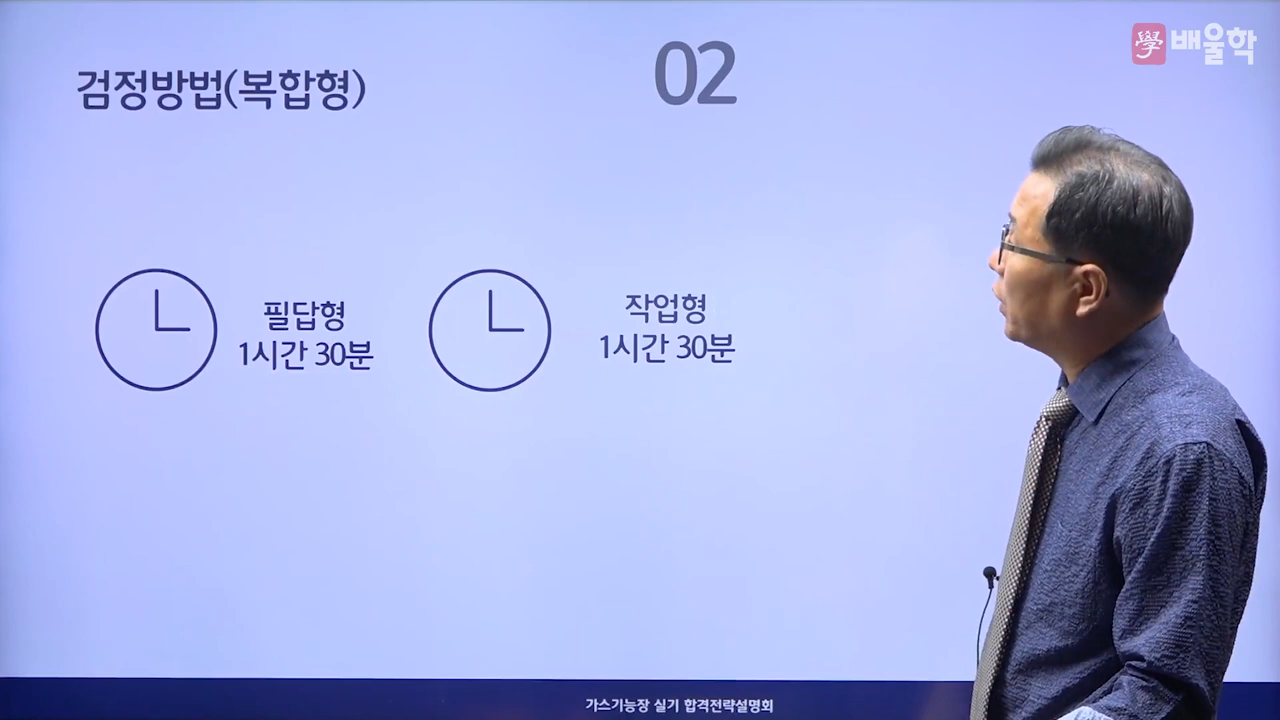 學 배울학
02
검정방법(복합형)
필답형
1시간 30분
작업형
1시간 30분
가스기능장 실기 합격전략설명회